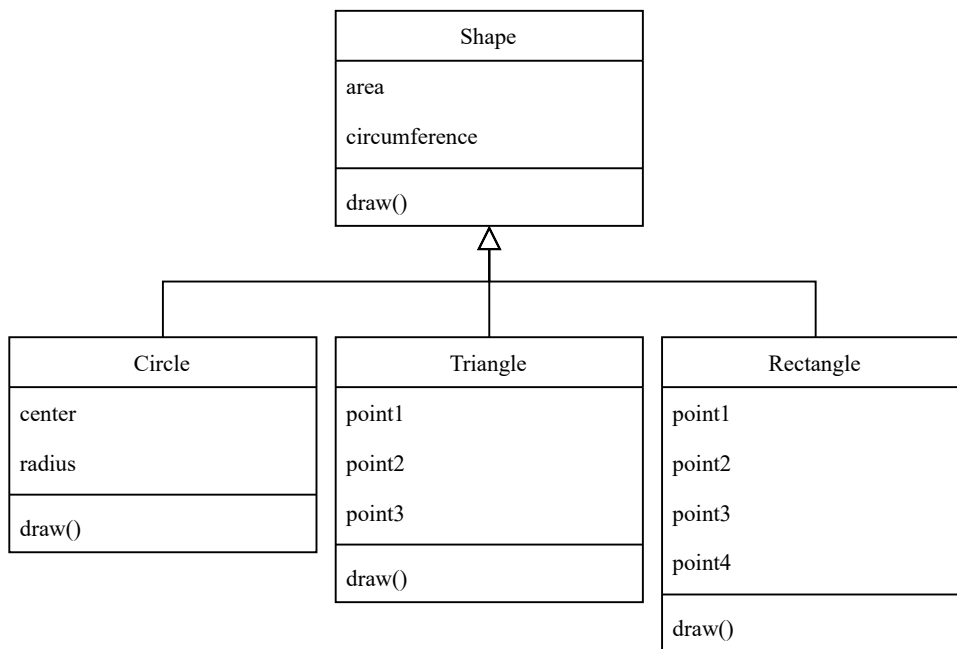 Shape
area
circumference
draw()
Circle
center
radius
draw()
Triangle
point1
point2
point3
draw()
Rectangle
point1
point2
point3
point4
draw()